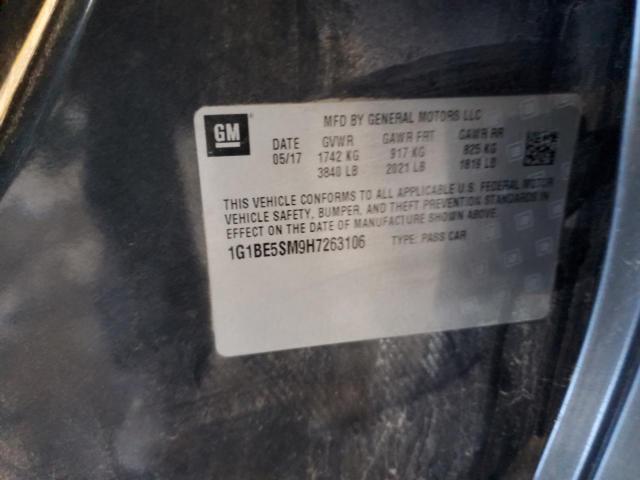 GM
MFD BY GENERAL MOTORS LLC
DATE GVWR GAWR FRT GAWR RR
05/17 1742 KG 917 KG 825 KG
3840 LB 2021 LB 1819 LB
THIS VEHICLE CONFORMS TO ALL APPLICABLE U.S. FEDERAL MOTOR
VEHICLE SAFETY, BUMPER, AND THEFT PREVENTION STANDARDS IN
EFFECT ON THE DATE OF MANUFACTURE SHOWN ABOVE.
1G1BE5SM9H7263106 TYPE: PASS CAR